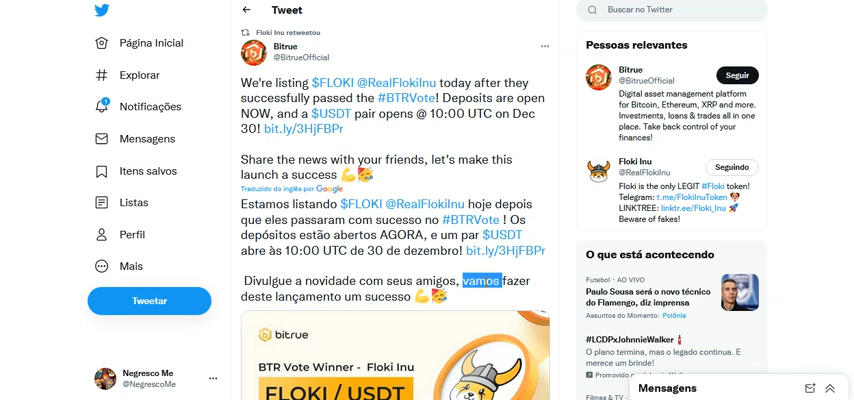 Tweet
Buscar no Twitter
Página Inicial
Explorar
1
Notificações
Mensagens
Itens salvos
Listas
Perfil
Mais
Tweetar
Negresco Me
@NegrescoMe
Floki Inu retweetou
Bitrue
@BitrueOfficial
We're listing $FLOKI @RealFlokiInu today after they
successfully passed the #BTRVote! Deposits are open
NOW, and a $USDT pair opens @ 10:00 UTC on Dec
30! bit.ly/3HjFBPr
Share the news with your friends, let's make this
launch a success 💪🥳
Traduzido do inglês por Google
Estamos listando $FLOKI @RealFlokiInu hoje depois
que eles passaram com sucesso no #BTRVote ! Os
depósitos estão abertos AGORA, e um par $USDT
abre às 10:00 UTC de 30 de dezembro! bit.ly/3HjFBPr
Divulgue a novidade com seus amigos, vamos fazer
deste lançamento um sucesso 💪🥳
bitrue
BTR Vote Winner - Floki Inu
FLOKI / USDT
Pessoas relevantes
Bitrue
@BitrueOfficial
Seguir
Digital asset management platform
for Bitcoin, Ethereum, XRP and more.
Investments, loans & trades all in one
place. Take back control of your
finances!
Floki Inu
@RealFlokiInu
Seguindo
Floki is the only LEGIT #Floki token!
Telegram: t.me/FlokiInuToken 🐶
LINKTREE: linktr.ee/Floki_Inu 🚀
Beware of fakes!
O que está acontecendo
Futebol · AO VIVO
Paulo Sousa será o novo técnico
do Flamengo, diz imprensa
Assuntos do Momento: Polônia
#LCDPxJohnnieWalker
O plano termina, mas o legado continua. E
merece um brinde!
Promovido
Filmes & TV
Mensagens